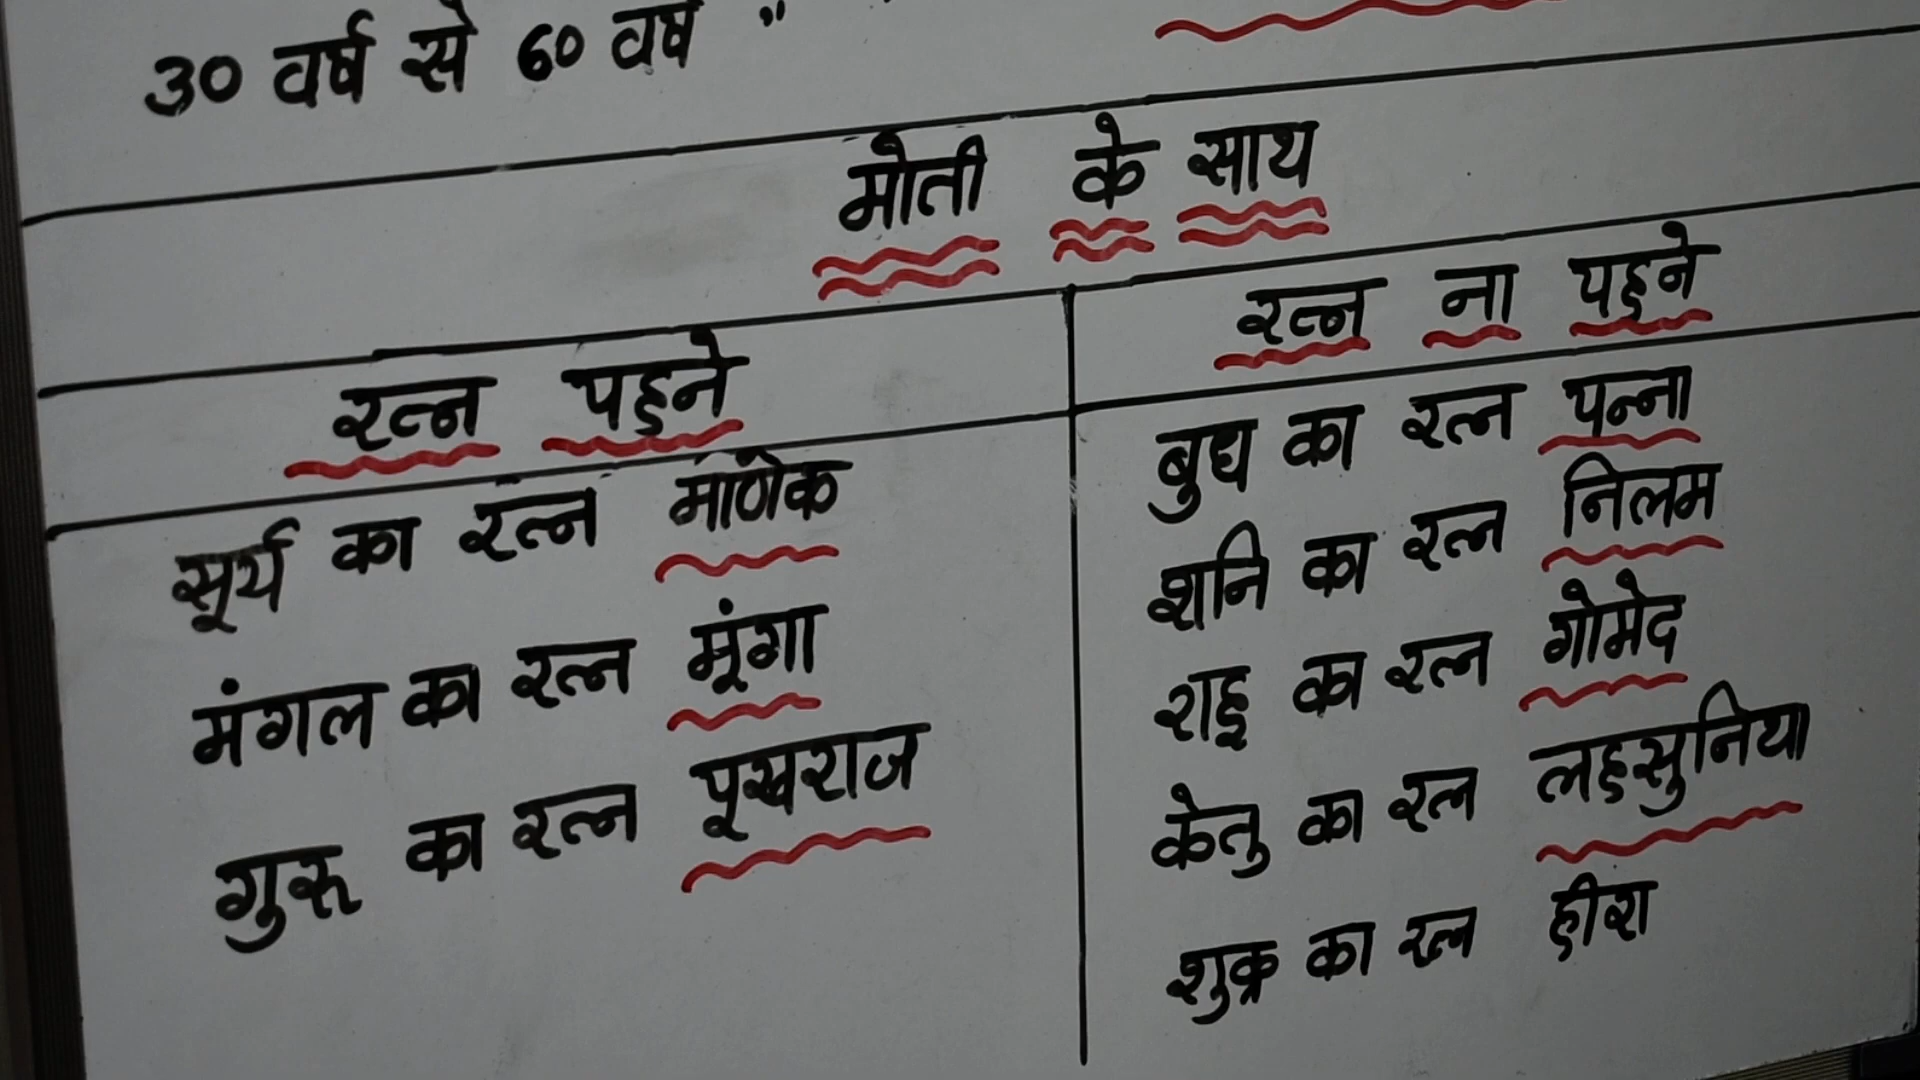 30 वर्ष से 60 वर्ष "
मोती के साथ
रत्न पहने
सूर्य का रत्न माणेक
मंगल का रत्न मूंगा
गुरू का रत्न पूखराज
रत्न ना पहने
बुध का रत्न पन्ना
शनि का रत्न निलम
राहु का रत्न गोमेद
केतु का रत्न लहसुनिया
शुक्र का रत्न हीरा